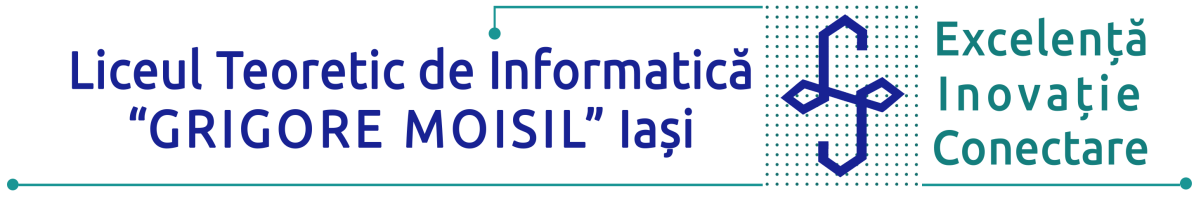 Liceul Teoretic de Informatică
“GRIGORE MOISIL” Iași
Excelență
Inovație
Conectare